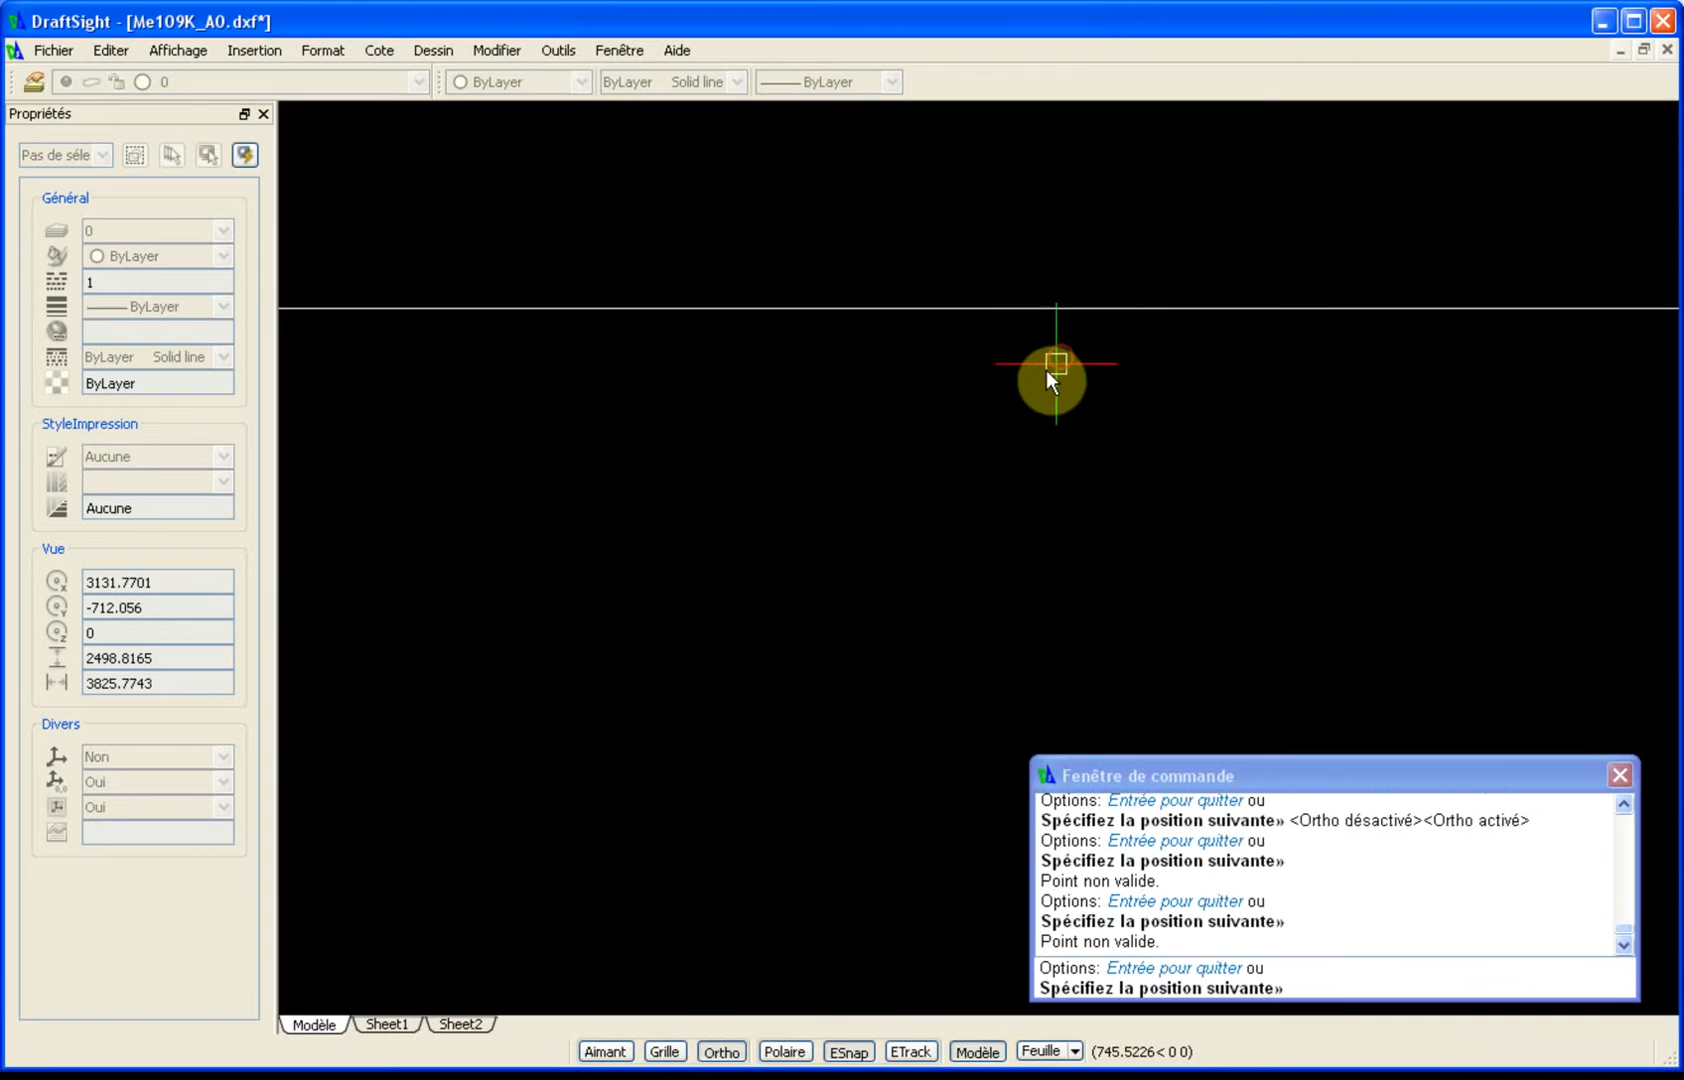 DraftSight - [Me109K_A0.dxf*]
Fichier Editer Affichage Insertion Format Cote Dessin Modifier Outils Fenêtre Aide
0 ByLayer ByLayer Solid line ByLayer
Propriétés
Pas de séle
Général
0
ByLayer
1
ByLayer
ByLayer Solid line
ByLayer
StyleImpression
Aucune
Aucune
Vue
3131.7701
-712.056
0
2498.8165
3825.7743
Divers
Non
Oui
Oui
Fenêtre de commande
Options: Entrée pour quitter ou
Spécifiez la position suivante» <Ortho désactivé><Ortho activé>
Options: Entrée pour quitter ou
Spécifiez la position suivante»
Point non valide.
Options: Entrée pour quitter ou
Spécifiez la position suivante»
Point non valide.
Options: Entrée pour quitter ou
Spécifiez la position suivante»
Modèle Sheet1 Sheet2
Aimant Grille Ortho Polaire ESnap ETrack Modèle Feuille (745.5226< 0 0)